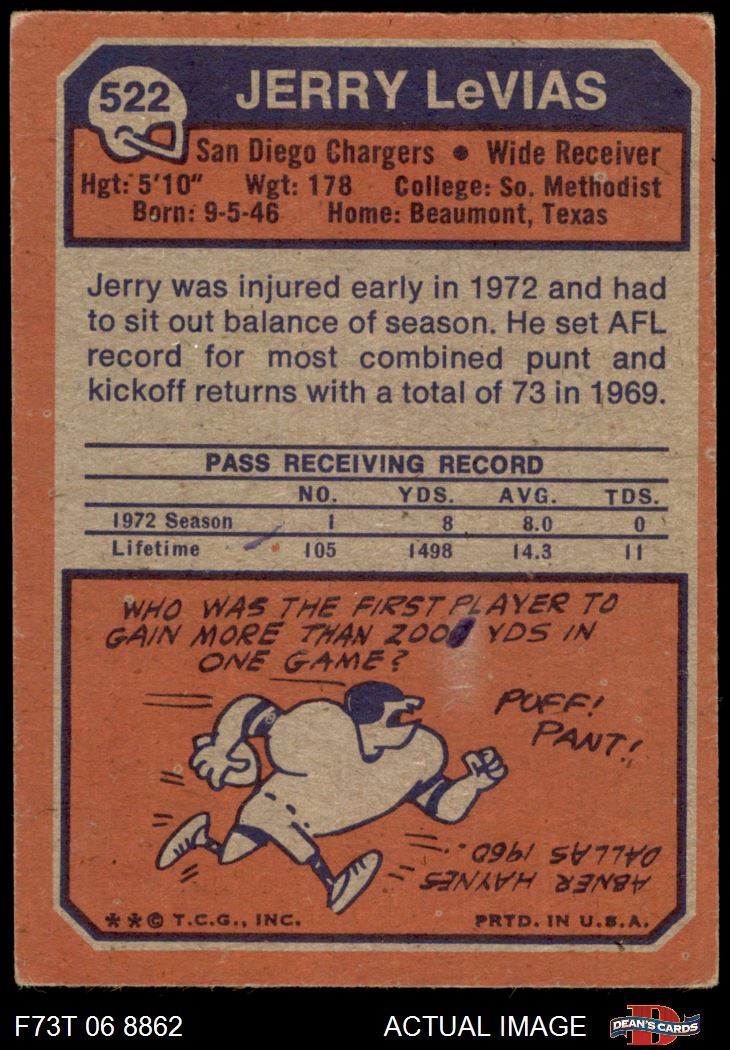 522
JERRY LeVIAS
San Diego Chargers • Wide Receiver
Hgt: 5'10" Wgt: 178 College: So. Methodist
Born: 9-5-46 Home: Beaumont, Texas
Jerry was injured early in 1972 and had
to sit out balance of season. He set AFL
record for most combined punt and
kickoff returns with a total of 73 in 1969.
PASS RECEIVING RECORD
NO. YDS. AVG. TDS.
1972 Season 1 8 8.0 0
Lifetime 105 1498 14.3 11
WHO WAS THE FIRST PLAYER TO
GAIN MORE THAN 2000 YDS IN
ONE GAME?
PUFF!
PANT!
ABNER HAYNES
DALLAS 1960.
**© T.C.G., INC. PRTD. IN U.S.A.
F73T 06 8862 ACTUAL IMAGE
DEAN'S CARDS